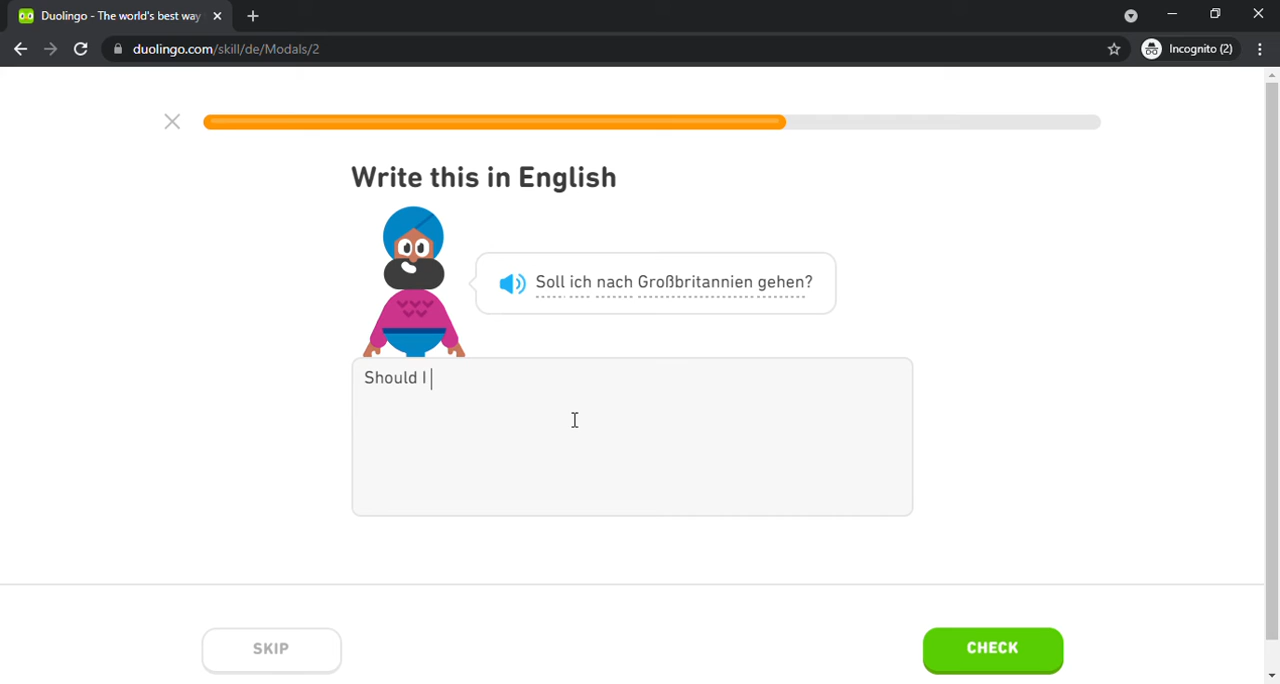 Duolingo - The world's best way
duolingo.com/skill/de/Modals/2
Incognito (2)
Write this in English
Soll ich nach Großbritannien gehen?
Should I
SKIP
CHECK